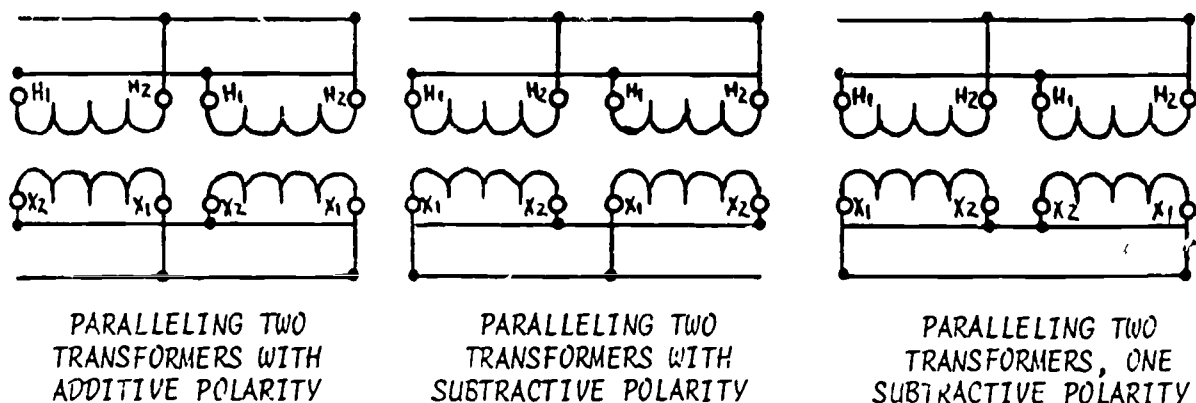 H1 H2 H1 H2
X2 X1 X2 X1
PARALLELING TWO
TRANSFORMERS WITH
ADDITIVE POLARITY
H1 H2 H1 H2
X1 X2 X1 X2
PARALLELING TWO
TRANSFORMERS WITH
SUBTRACTIVE POLARITY
H1 H2 H1 H2
X1 X2 X2 X1
PARALLELING TWO
TRANSFORMERS, ONE
SUBTRACTIVE POLARITY